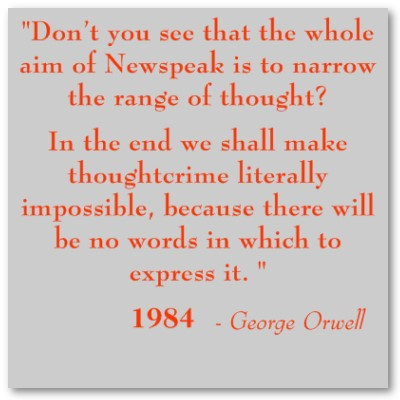 "Don't you see that the whole
aim of Newspeak is to narrow
the range of thought?
In the end we shall make
thoughtcrime literally
impossible, because there will
be no words in which to
express it. "
1984 - George Orwell